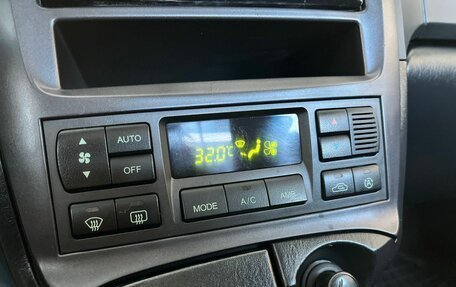 AUTO
OFF
32.0°C
MODE
A/C
AMB